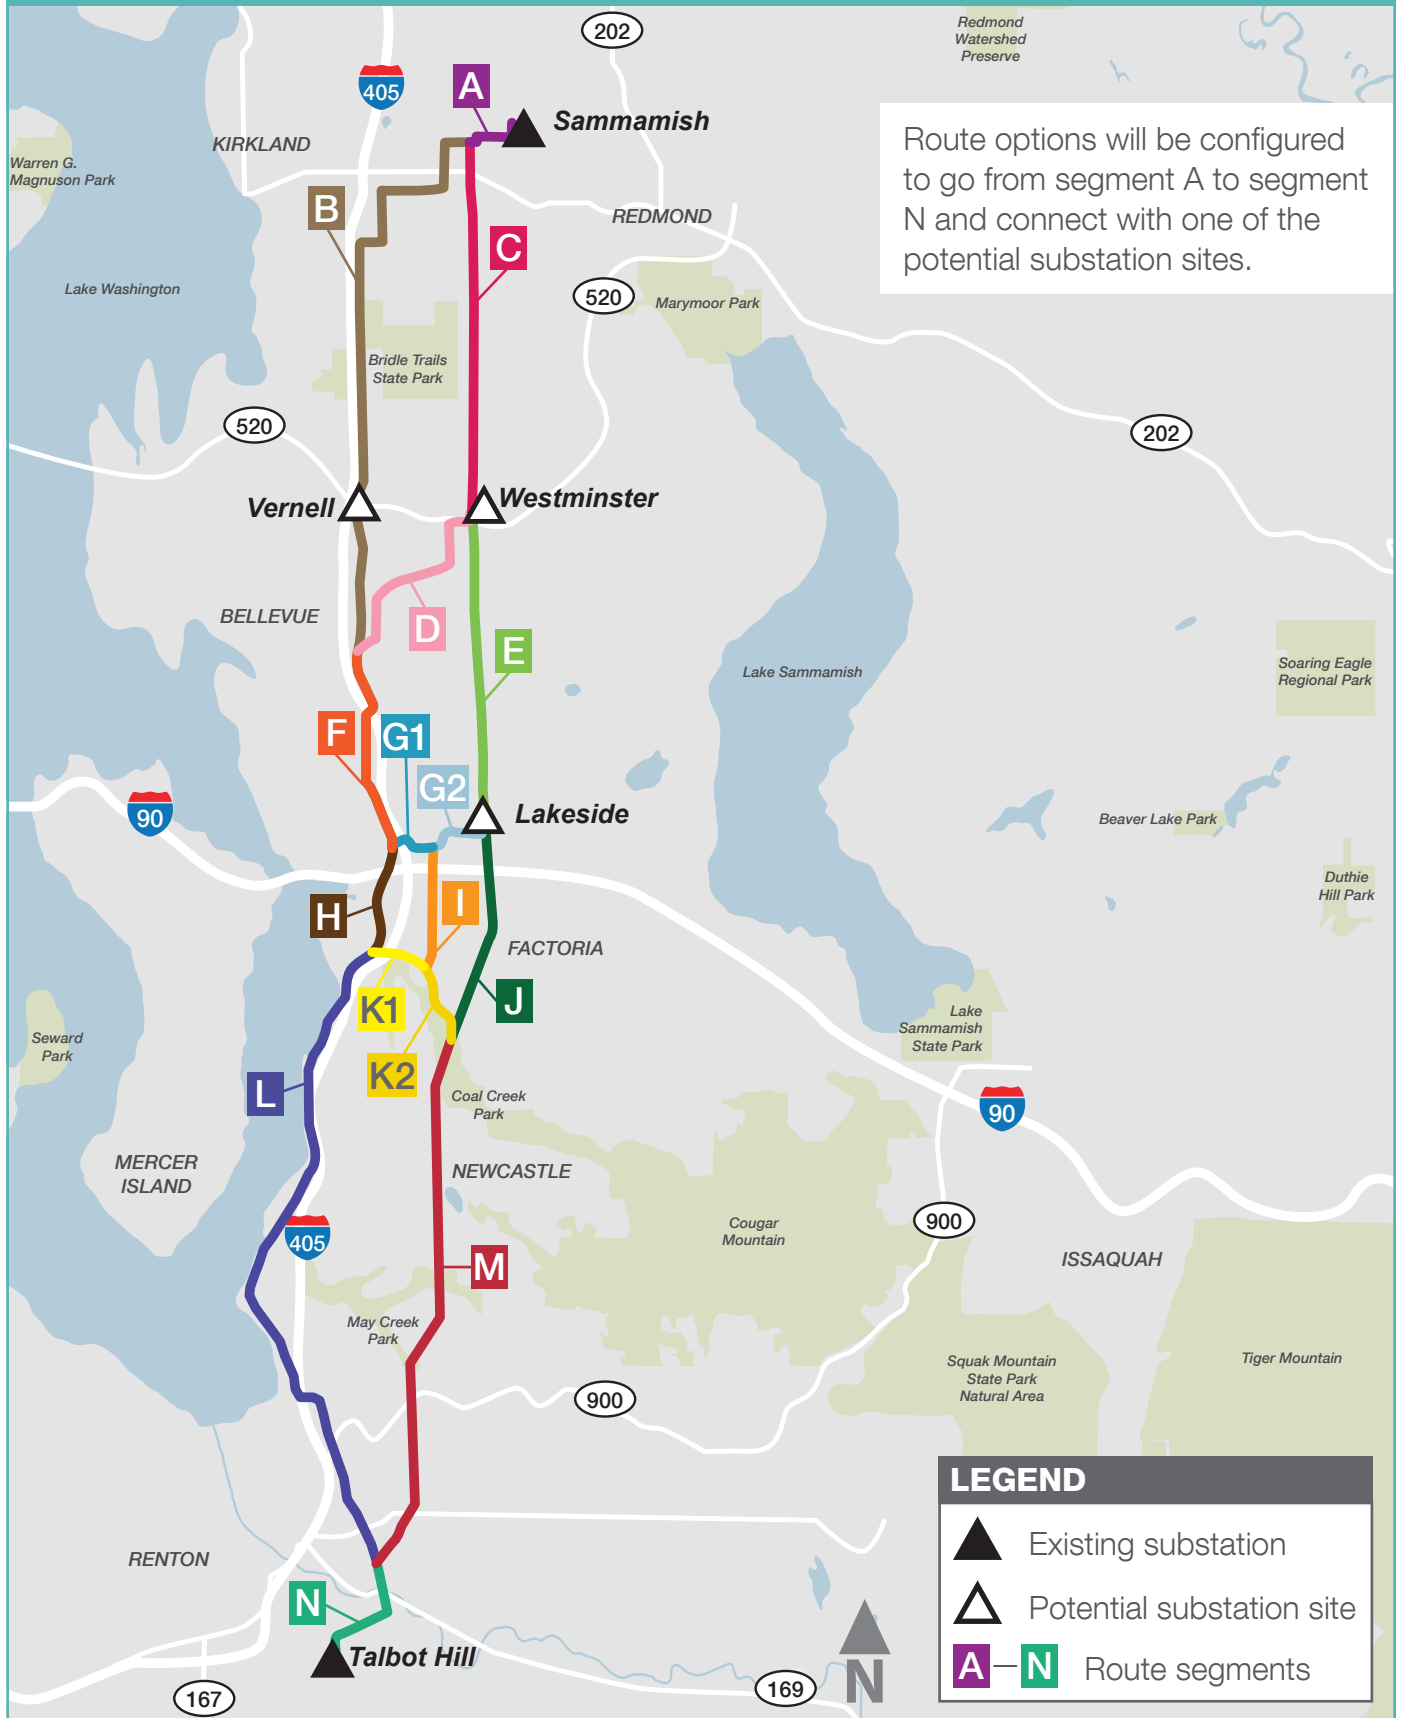 202
Redmond
Watershed
Preserve
405
A
Sammamish
KIRKLAND
Warren G.
Magnuson Park
Route options will be configured
to go from segment A to segment
N and connect with one of the
potential substation sites.
B
REDMOND
C
Lake Washington
520
Marymoor Park
Bridle Trails
State Park
520
202
Vernell
Westminster
BELLEVUE
D
E
Lake Sammamish
Soaring Eagle
Regional Park
F
G1
G2
90
Lakeside
Beaver Lake Park
Duthie
Hill Park
H
I
FACTORIA
K1
J
Lake
Sammamish
State Park
Seward
Park
K2
L
Coal Creek
Park
90
MERCER
ISLAND
NEWCASTLE
Cougar
Mountain
900
405
ISSAQUAH
M
May Creek
Park
Squak Mountain
State Park
Natural Area
Tiger Mountain
900
LEGEND
Existing substation
Potential substation site
A — N Route segments
RENTON
N
Talbot Hill
N
167
169